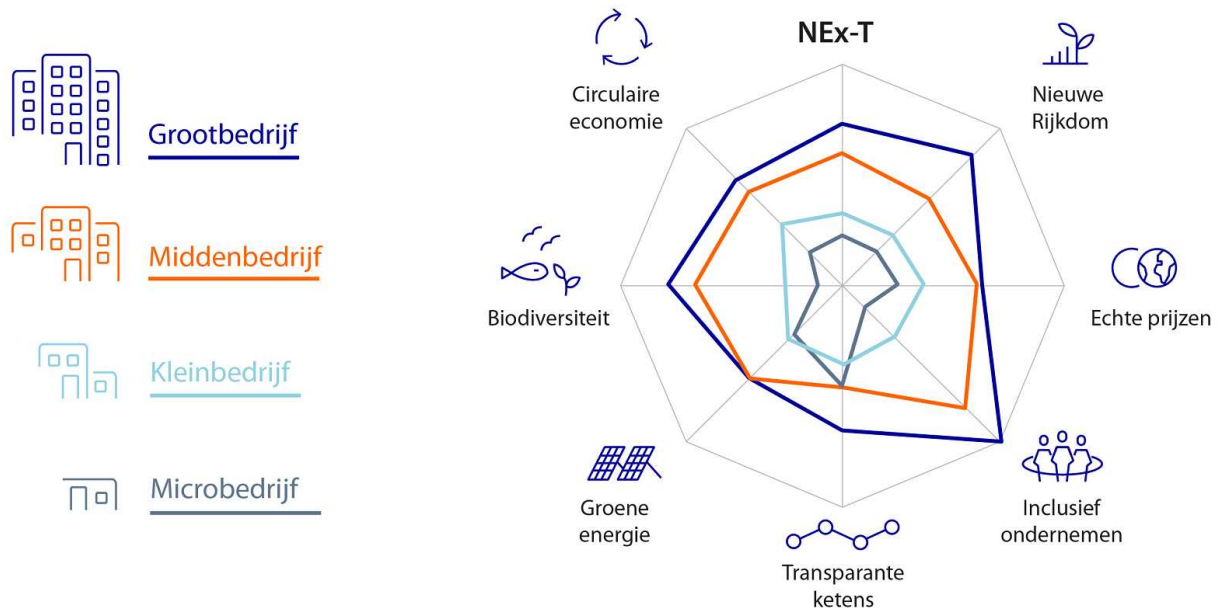 NEx-T
Circulaire
economie
Nieuwe
Rijkdom
Grootbedrijf
Middenbedrijf
Biodiversiteit
Echte prijzen
Kleinbedrijf
Microbedrijf
Groene
energie
Inclusief
ondernemen
Transparante
ketens